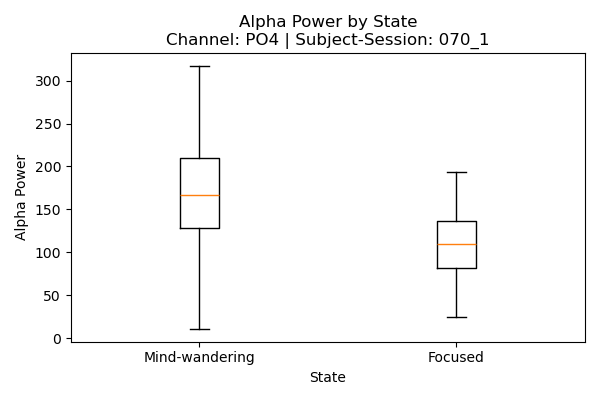 Alpha Power by State
Channel: PO4 | Subject-Session: 070_1
Alpha Power
300
250
200
150
100
50
0
Mind-wandering
Focused
State